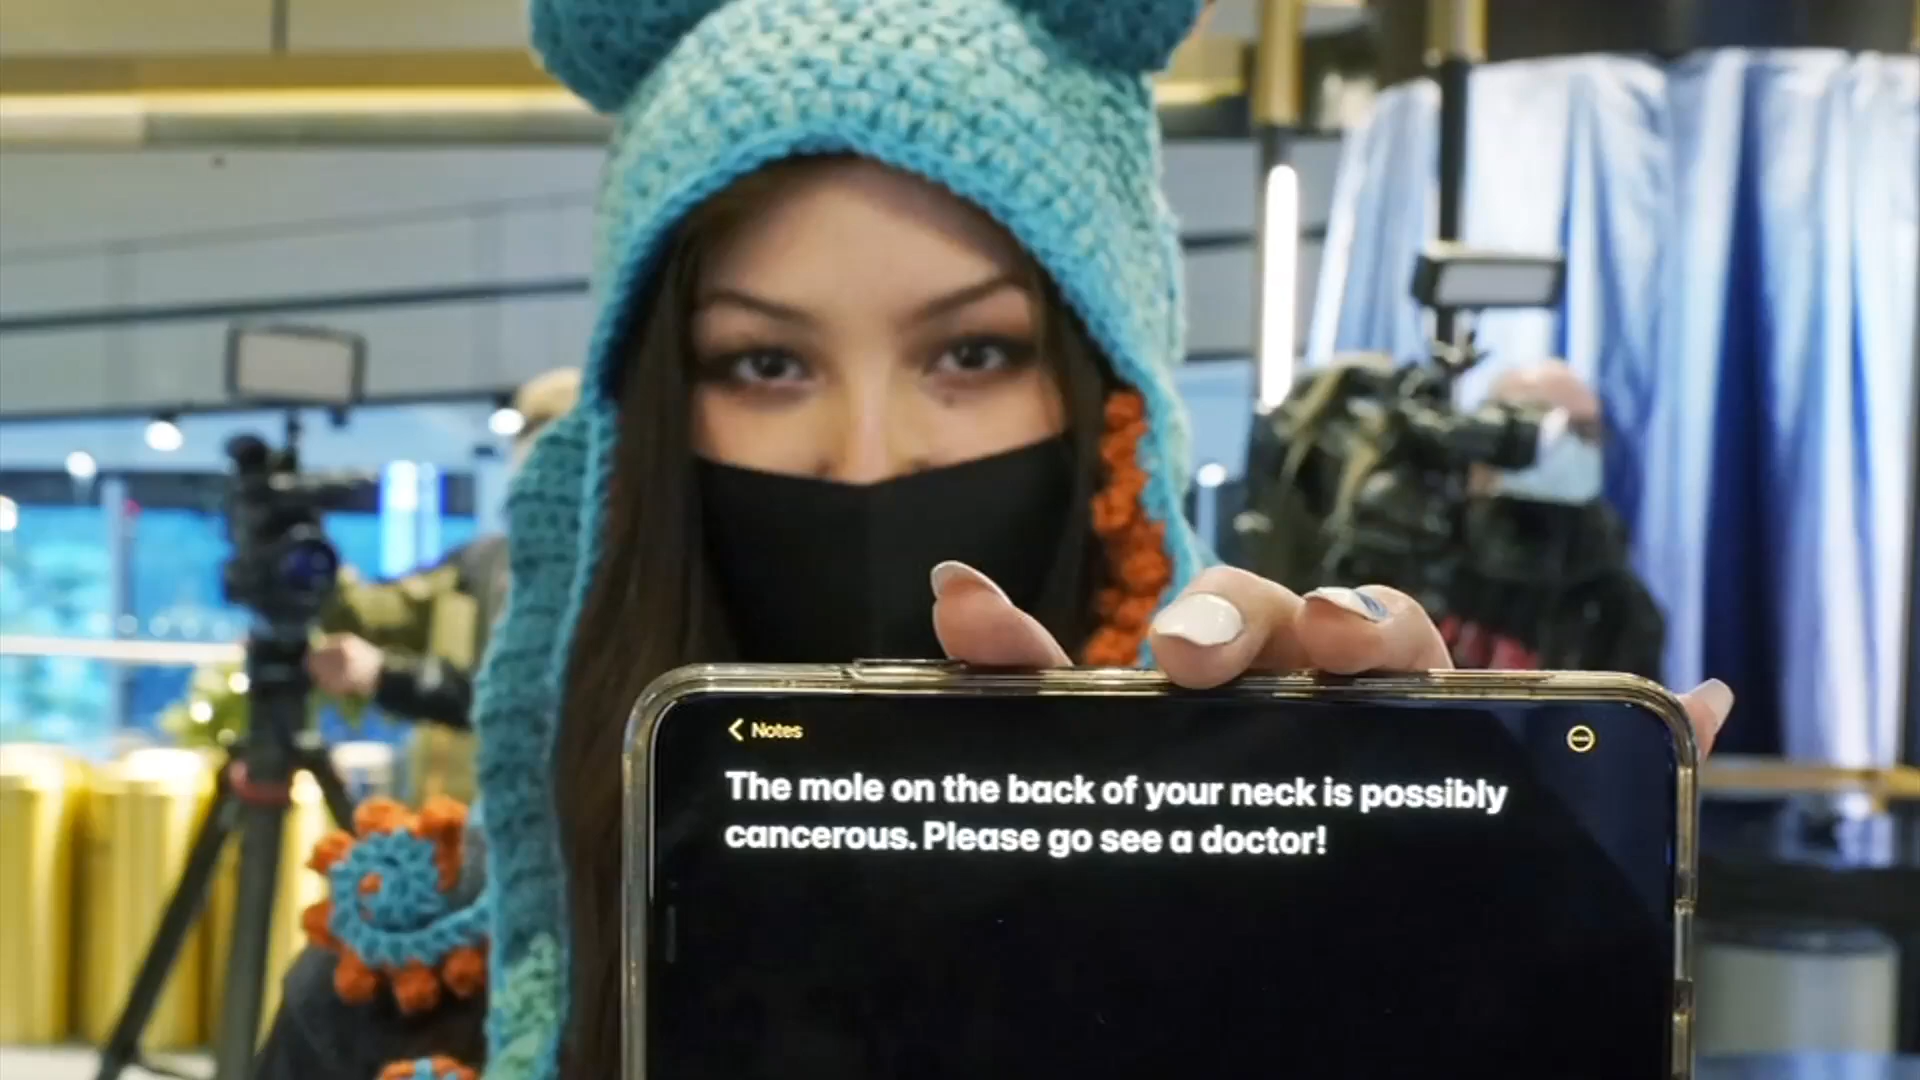 Notes
The mole on the back of your neck is possibly
cancerous. Please go see a doctor!